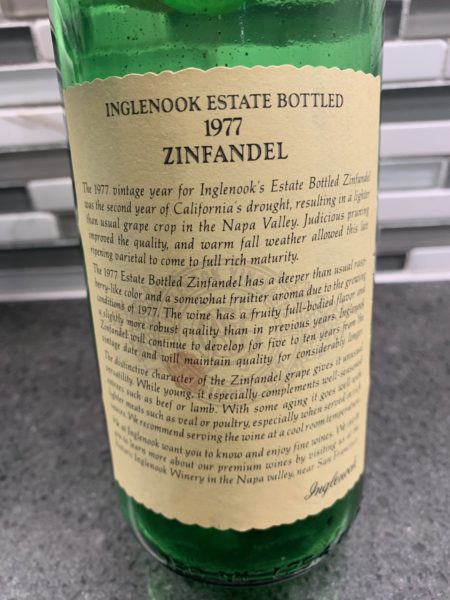 INGLENOOK ESTATE BOTTLED
1977
ZINFANDEL
The 1977 vintage year for Inglenook's Estate Bottled Zinfandel
was the second year of California's drought, resulting in a lighter
than usual grape crop in the Napa Valley. Judicious pruning
improved the quality, and warm fall weather allowed this late
ripening varietal to come to full rich maturity.
The 1977 Estate Bottled Zinfandel has a deeper than usual rasp-
berry-like color and a somewhat fruitier aroma due to the growing
conditions of 1977. The wine has a fruity full-bodied flavor and
a slightly more robust quality than in previous years. Inglenook
Zinfandel will continue to develop for five to ten years from the
vintage date and will maintain quality for considerably longer.
The distinctive character of the Zinfandel grape gives it unusual
versatility. While young, it especially complements well-seasoned
entrees such as beef or lamb. With some aging it goes well with
lighter meats such as veal or poultry, especially when served in
sauces. We recommend serving the wine at a cool room temperature.
We at Inglenook want you to know and enjoy fine wines. We
you to learn more about our premium wines by visiting us at the
Inglenook Winery in the Napa valley, near San Francisco.
Inglenook